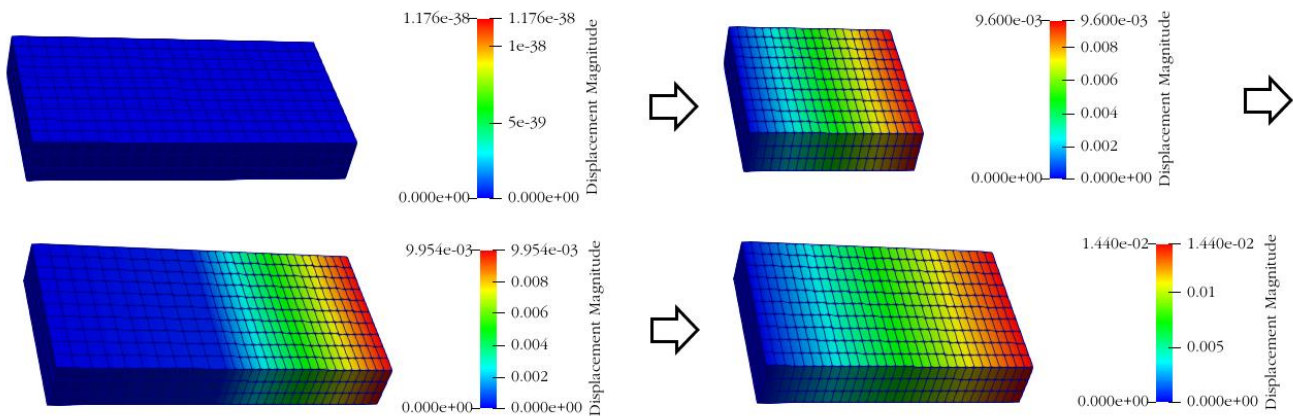 1.176e-38 1.176e-38
1e-38
5e-39
0.000e+00 0.000e+00
Displacement Magnitude
9.600e-03 9.600e-03
0.008
0.006
0.004
0.002
0.000e+00 0.000e+00
Displacement Magnitude
9.954e-03 9.954e-03
0.008
0.006
0.004
0.002
0.000e+00 0.000e+00
Displacement Magnitude
1.440e-02 1.440e-02
0.01
0.005
0.000e+00 0.000e+00
Displacement Magnitude